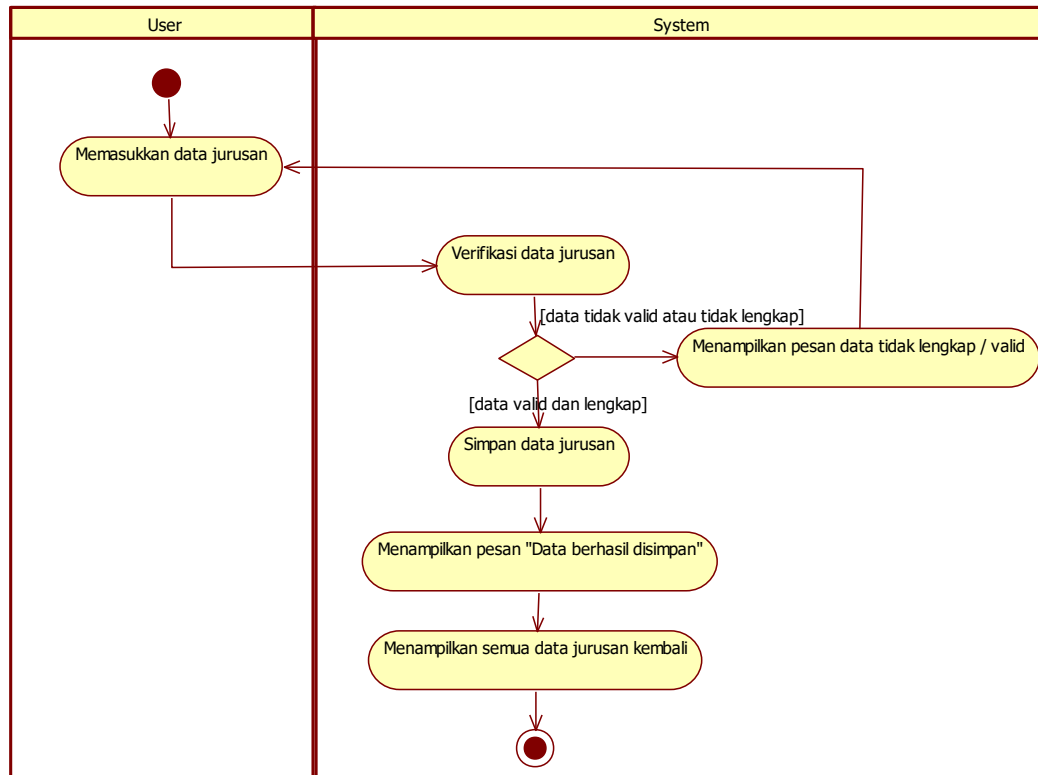 User
System
Memasukkan data jurusan
Verifikasi data jurusan
[data tidak valid atau tidak lengkap]
Menampilkan pesan data tidak lengkap / valid
[data valid dan lengkap]
Simpan data jurusan
Menampilkan pesan "Data berhasil disimpan"
Menampilkan semua data jurusan kembali